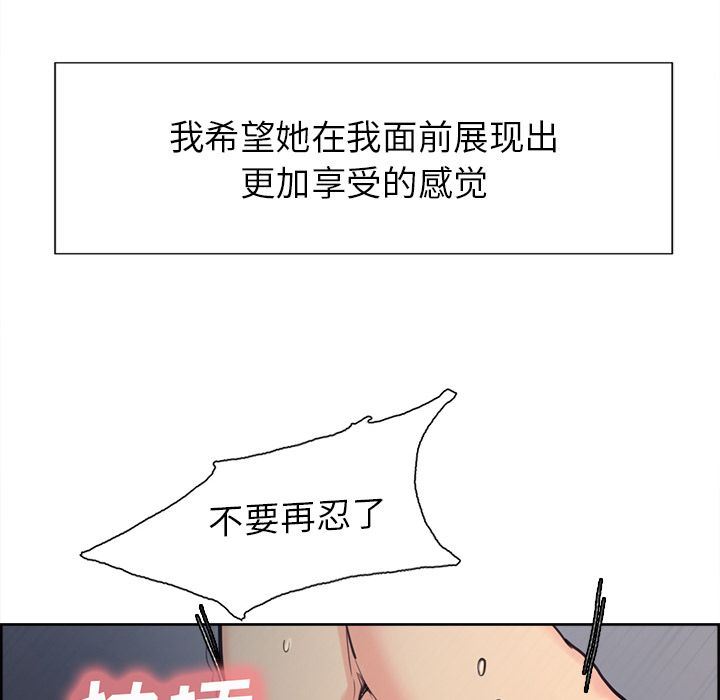 我希望她在我面前展现出
更加享受的感觉
不要再忍了